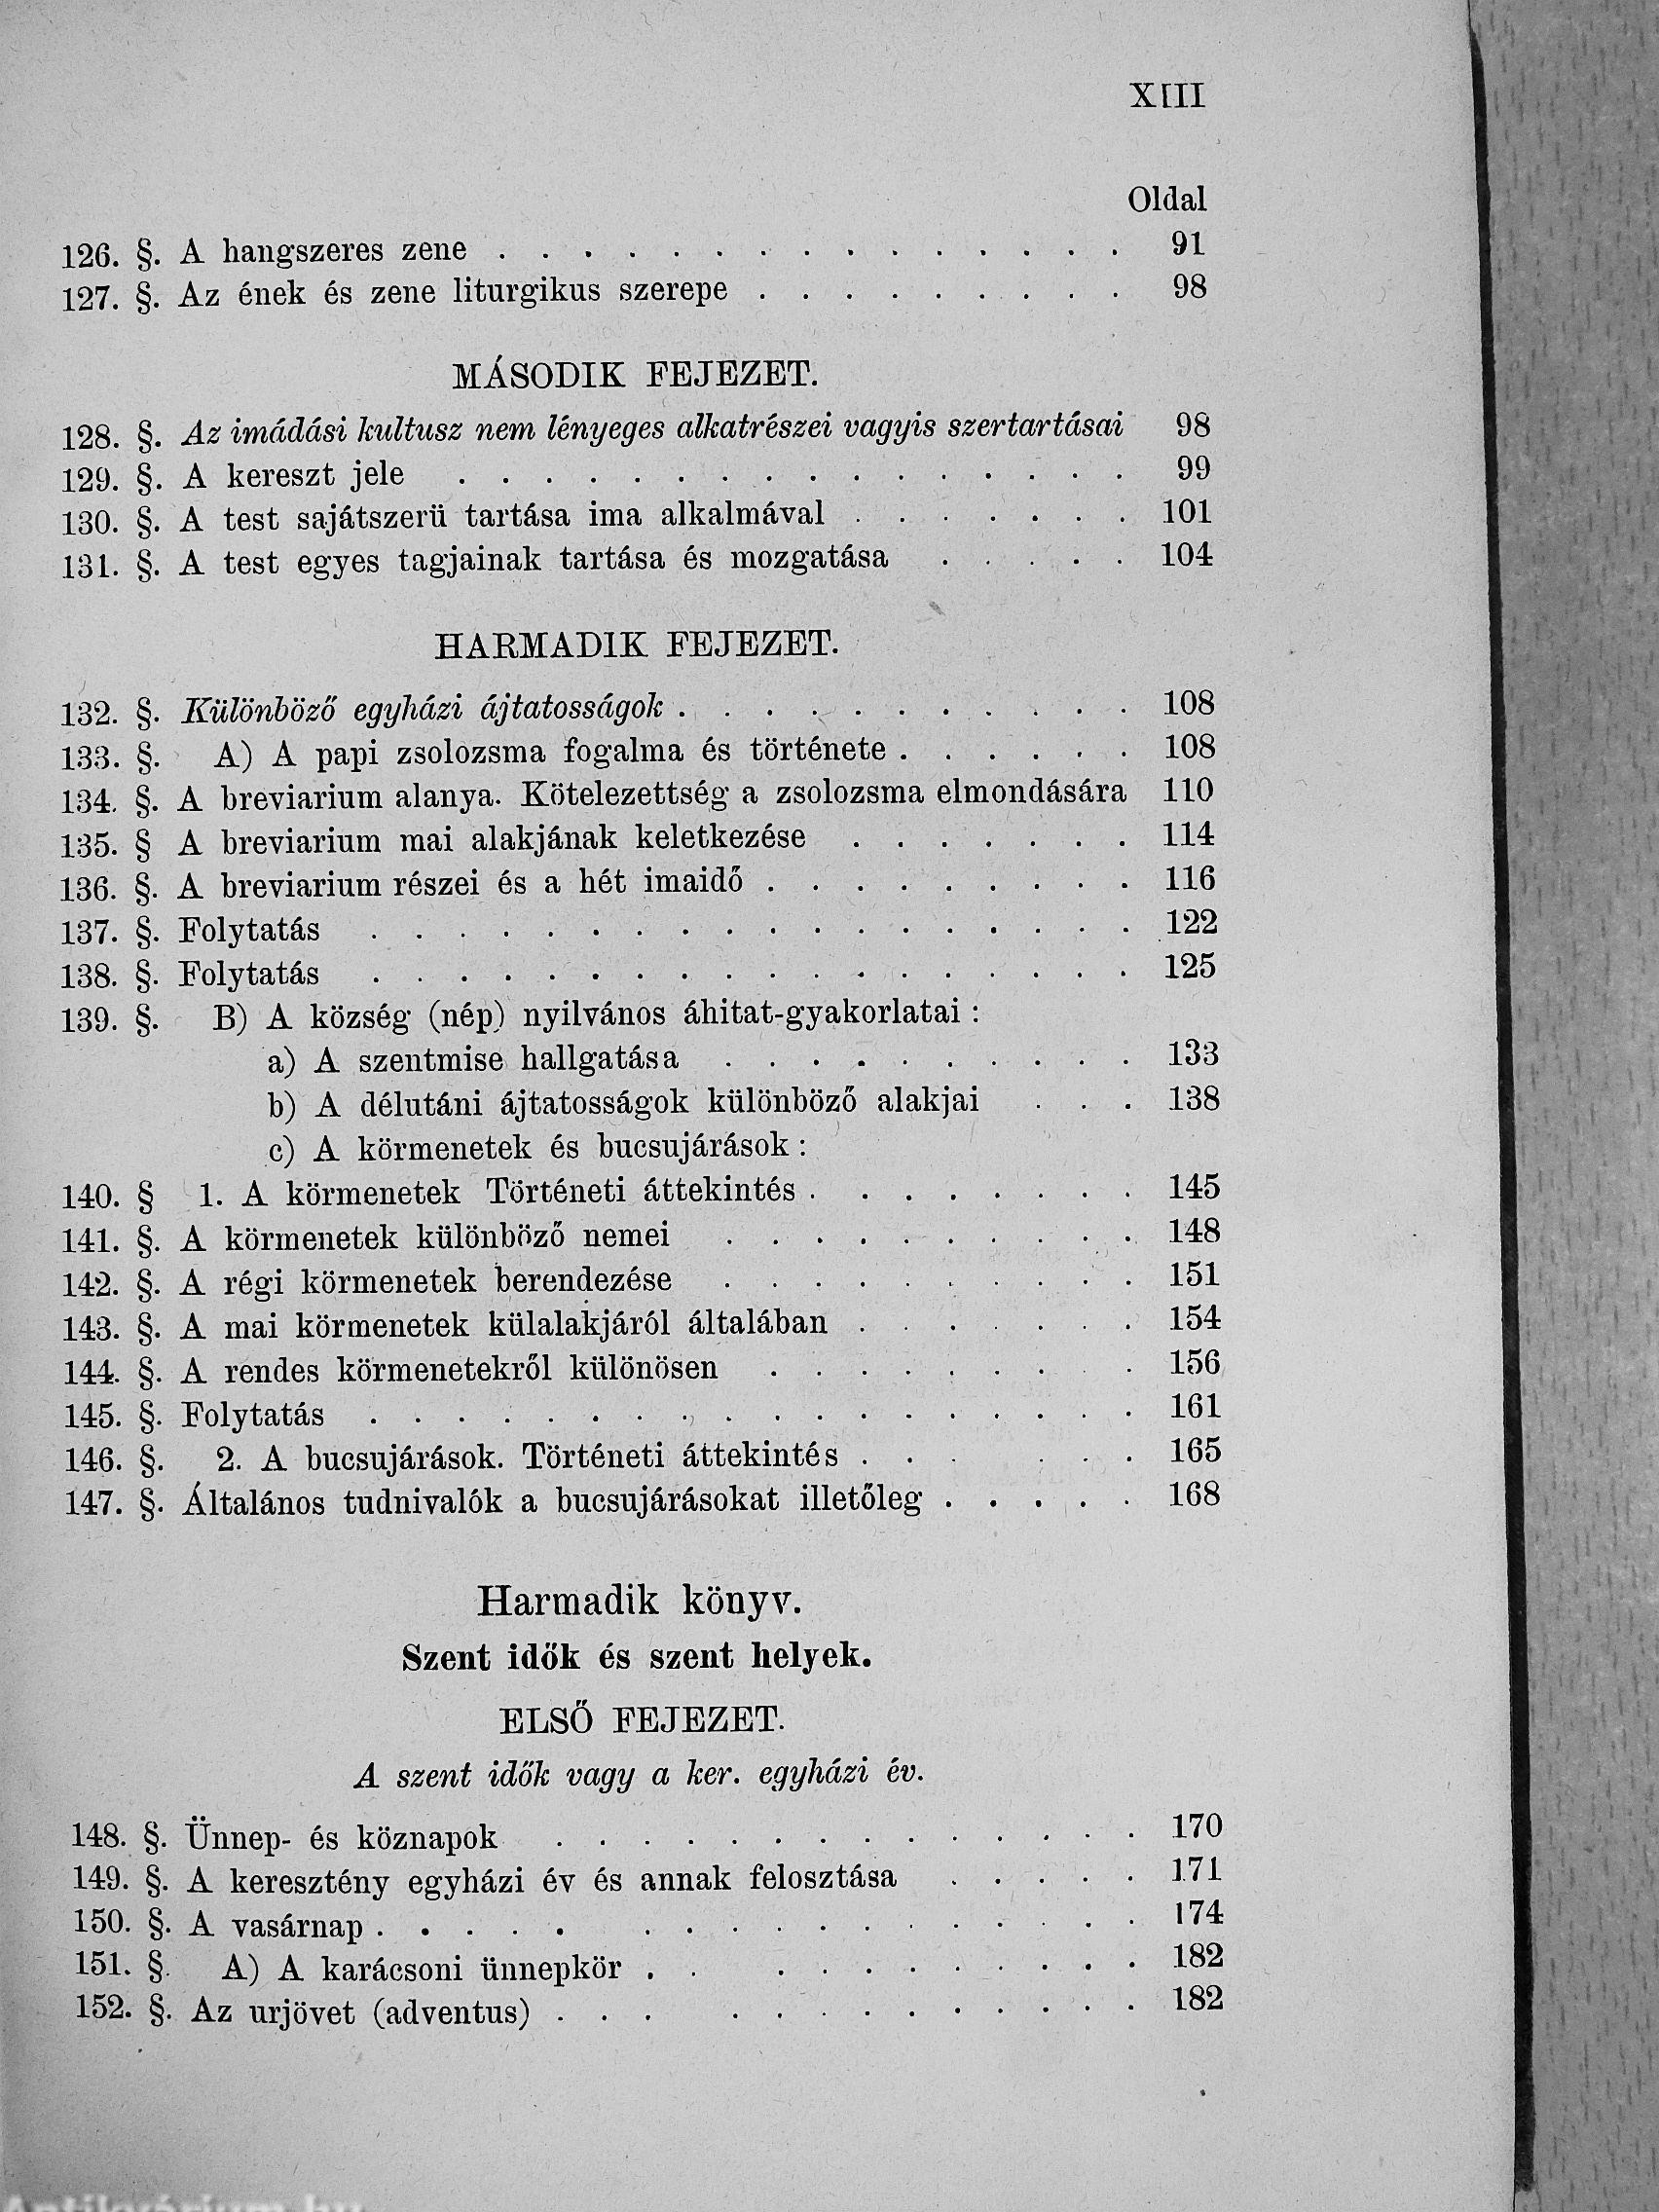 XIII
Oldal
126. §. A hangszeres zene . . . . . . . . . . . . . . . 91
127. §. Az ének és zene liturgikus szerepe . . . . . . . . . 98
MÁSODIK FEJEZET.
128. §. Az imádási kultusz nem lényeges alkatrészei vagyis szertartásai 98
129. §. A kereszt jele . . . . . . . . . . . . . . . . 99
130. §. A test sajátszerü tartása ima alkalmával . . . . . . . 101
131. §. A test egyes tagjainak tartása és mozgatása . . . . . 104
HARMADIK FEJEZET.
132. §. Különböző egyházi ájtatosságok . . . . . . . . . . . 108
133. §. A) A papi zsolozsma fogalma és története . . . . . . 108
134. §. A breviarium alanya. Kötelezettség a zsolozsma elmondására 110
135. § A breviarium mai alakjának keletkezése . . . . . . . 114
136. §. A breviarium részei és a hét imaidő . . . . . . . . . 116
137. §. Folytatás . . . . . . . . . . . . . . . . . . 122
138. §. Folytatás . . . . . . . . . . . . . . . . . . 125
139. §. B) A község (nép) nyilvános áhitat-gyakorlatai :
a) A szentmise hallgatása . . . . . . . . . . 133
b) A délutáni ájtatosságok különböző alakjai . . . 138
c) A körmenetek és bucsujárások :
140. § 1. A körmenetek Történeti áttekintés . . . . . . . . 145
141. §. A körmenetek különböző nemei . . . . . . . . . . 148
142. §. A régi körmenetek berendezése . . . . . . . . . . 151
143. §. A mai körmenetek külalakjáról általában . . . . . . . 154
144. §. A rendes körmenetekről különösen . . . . . . . . 156
145. §. Folytatás . . . . . . . . . . . . . . . . . . 161
146. §. 2. A bucsujárások. Történeti áttekintés . . . . . . 165
147. §. Általános tudnivalók a bucsujárásokat illetőleg . . . . . 168
Harmadik könyv.
Szent idők és szent helyek.
ELSŐ FEJEZET.
A szent idők vagy a ker. egyházi év.
148. §. Ünnep- és köznapok . . . . . . . . . . . . . . 170
149. §. A keresztény egyházi év és annak felosztása . . . . . 171
150. §. A vasárnap . . . . . . . . . . . . . . . . . 174
151. §. A) A karácsoni ünnepkör . . . . . . . . . . . 182
152. §. Az urjövet (adventus) . . . . . . . . . . . . . 182
Antikvárium.hu